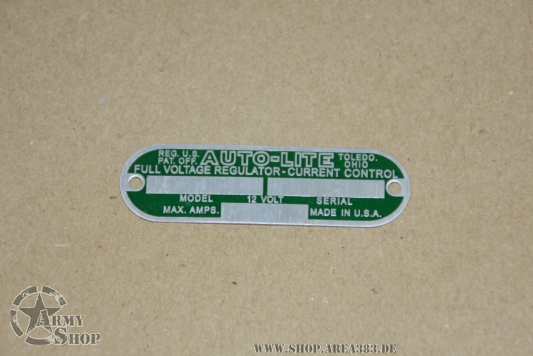 REG. U.S. PAT. OFF. AUTO-LITE TOLEDO, OHIO
FULL VOLTAGE REGULATOR - CURRENT CONTROL
MODEL 12 VOLT SERIAL
MAX. AMPS. MADE IN U.S.A.
ARMY
SHOP
WWW.SHOP.AREA383.DE